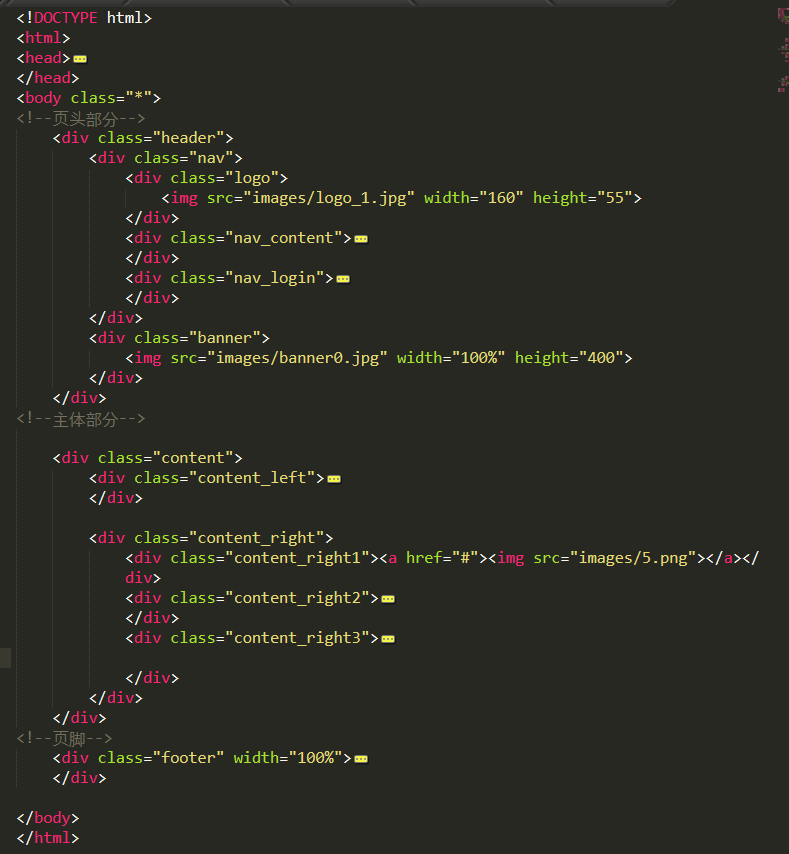 <!DOCTYPE html>
<html>
<head>
</head>
<body class="*">
<!--页头部分-->
<div class="header">
<div class="nav">
<div class="logo">
<img src="images/logo_1.jpg" width="160" height="55">
</div>
<div class="nav_content">
</div>
<div class="nav_login">
</div>
</div>
<div class="banner">
<img src="images/banner0.jpg" width="100%" height="400">
</div>
</div>
<!--主体部分-->
<div class="content">
<div class="content_left">
</div>
<div class="content_right">
<div class="content_right1"><a href="#"><img src="images/5.png"></a></
div>
<div class="content_right2">
</div>
<div class="content_right3">
</div>
</div>
</div>
<!--页脚-->
<div class="footer" width="100%">
</div>
</body>
</html>